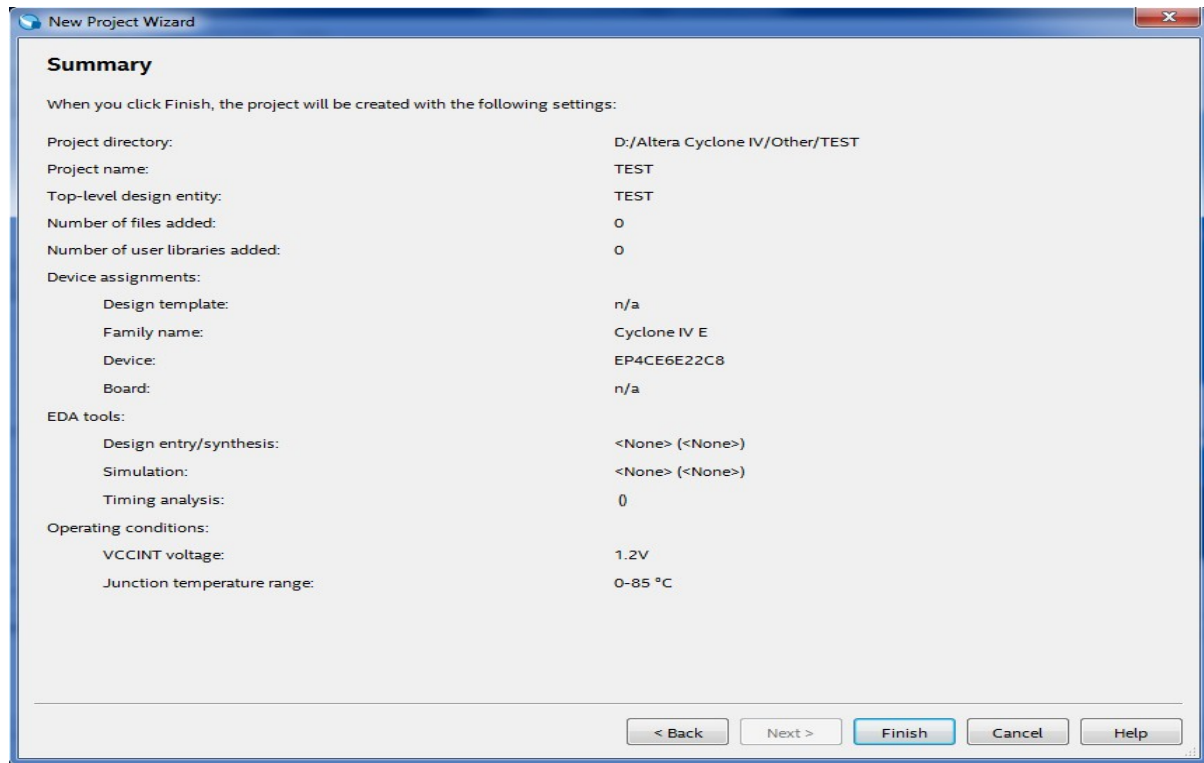 New Project Wizard
Summary
When you click Finish, the project will be created with the following settings:
Project directory: D:/Altera Cyclone IV/Other/TEST
Project name: TEST
Top-level design entity: TEST
Number of files added: 0
Number of user libraries added: 0
Device assignments:
Design template: n/a
Family name: Cyclone IV E
Device: EP4CE6E22C8
Board: n/a
EDA tools:
Design entry/synthesis: <None> (<None>)
Simulation: <None> (<None>)
Timing analysis: ()
Operating conditions:
VCCINT voltage: 1.2V
Junction temperature range: 0-85 °C
< Back Next > Finish Cancel Help